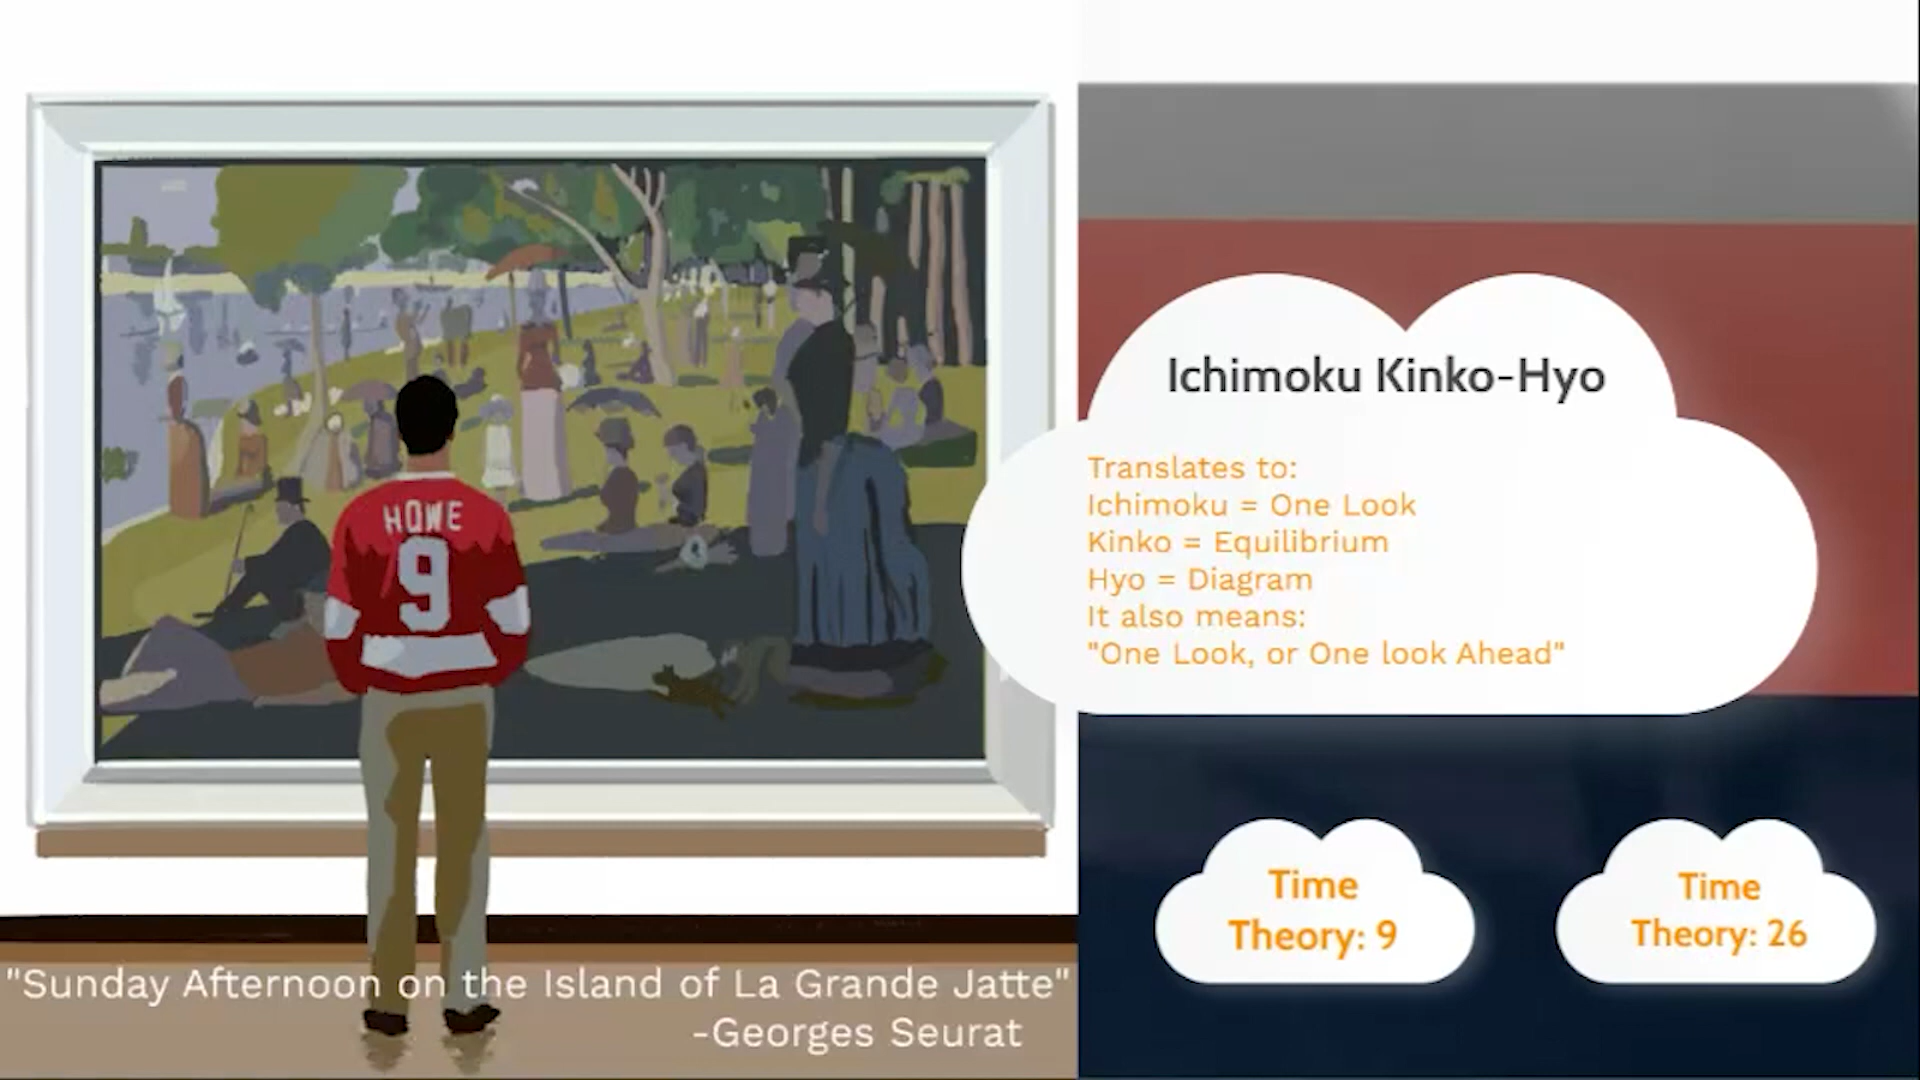 HOWE
9
"Sunday Afternoon on the Island of La Grande Jatte"
-Georges Seurat
Ichimoku Kinko-Hyo
Translates to:
Ichimoku = One Look
Kinko = Equilibrium
Hyo = Diagram
It also means:
"One Look, or One look Ahead"
Time
Theory: 9
Time
Theory: 26